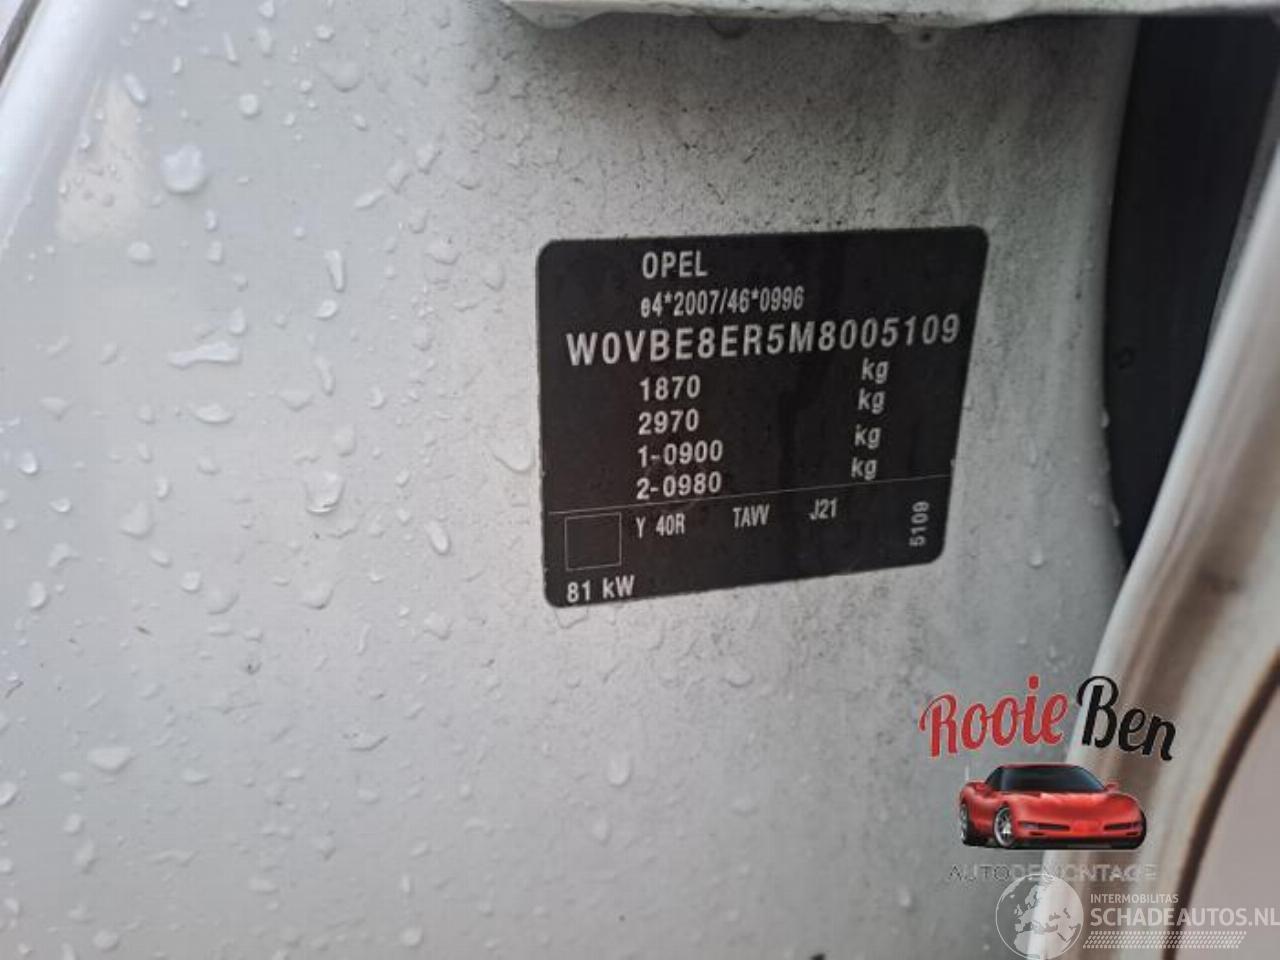 OPEL
e4*2007/46*0996
W0VBE8ER5M8005109
1870 kg
2970 kg
1-0900 kg
2-0980 kg
Y 40R TAVV J21
5109
81 kW
Rooie Ben
AUTODEMONTAGE
INTERMOBILITAS
SCHADEAUTOS.NL